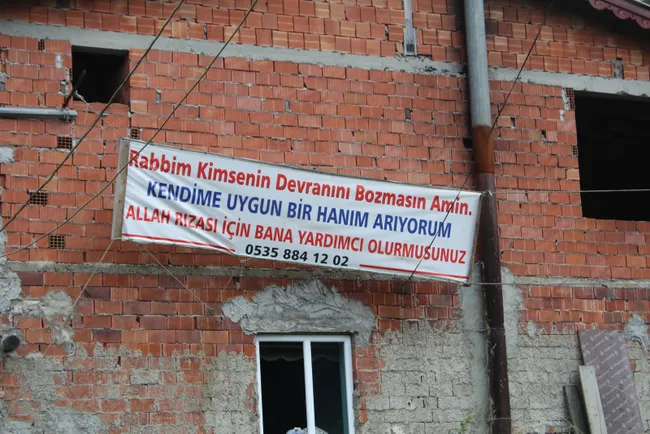 Rabbim Kimsenin Devranını Bozmasın Amin.
KENDİME UYGUN BİR HANIM ARIYORUM
ALLAH RIZASI İÇİN BANA YARDIMCI OLURMUSUNUZ
0535 884 12 02